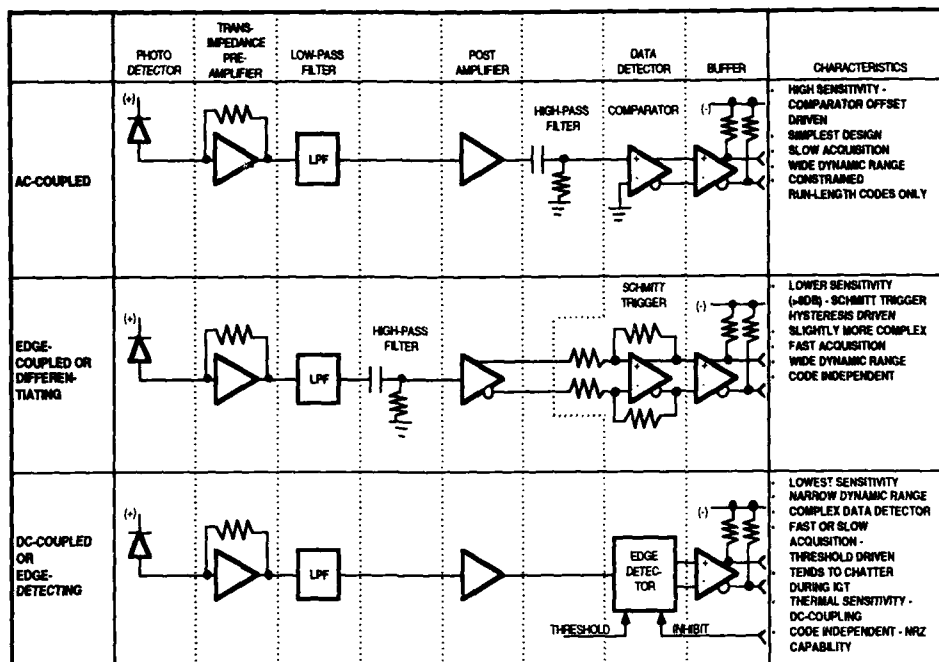 PHOTO
DETECTOR
TRANS-
IMPEDANCE
PRE-
AMPLIFIER
LOW-PASS
FILTER
POST
AMPLIFIER
DATA
DETECTOR
BUFFER
CHARACTERISTICS
AC-COUPLED
(+)
LPF
HIGH-PASS
FILTER
COMPARATOR
+
-
+
-
(-)
HIGH SENSITIVITY -
COMPARATOR OFFSET
DRIVEN
SIMPLEST DESIGN
SLOW ACQUISITION
WIDE DYNAMIC RANGE
CONSTRAINED
RUN-LENGTH CODES ONLY
EDGE-
COUPLED OR
DIFFEREN-
TIATING
(+)
LPF
HIGH-PASS
FILTER
SCHMITT
TRIGGER
+
-
+
-
(-)
LOWER SENSITIVITY
(>8DB) - SCHMITT TRIGGER
HYSTERESIS DRIVEN
SLIGHTLY MORE COMPLEX
FAST ACQUISITION
WIDE DYNAMIC RANGE
CODE INDEPENDENT
DC-COUPLED
OR
EDGE-
DETECTING
(+)
LPF
EDGE
DETEC-
TOR
THRESHOLD
INHIBIT
+
-
(-)
LOWEST SENSITIVITY
NARROW DYNAMIC RANGE
COMPLEX DATA DETECTOR
FAST OR SLOW
ACQUISITION -
THRESHOLD DRIVEN
TENDS TO CHATTER
DURING IGT
THERMAL SENSITIVITY -
DC-COUPLING
CODE INDEPENDENT - NRZ
CAPABILITY